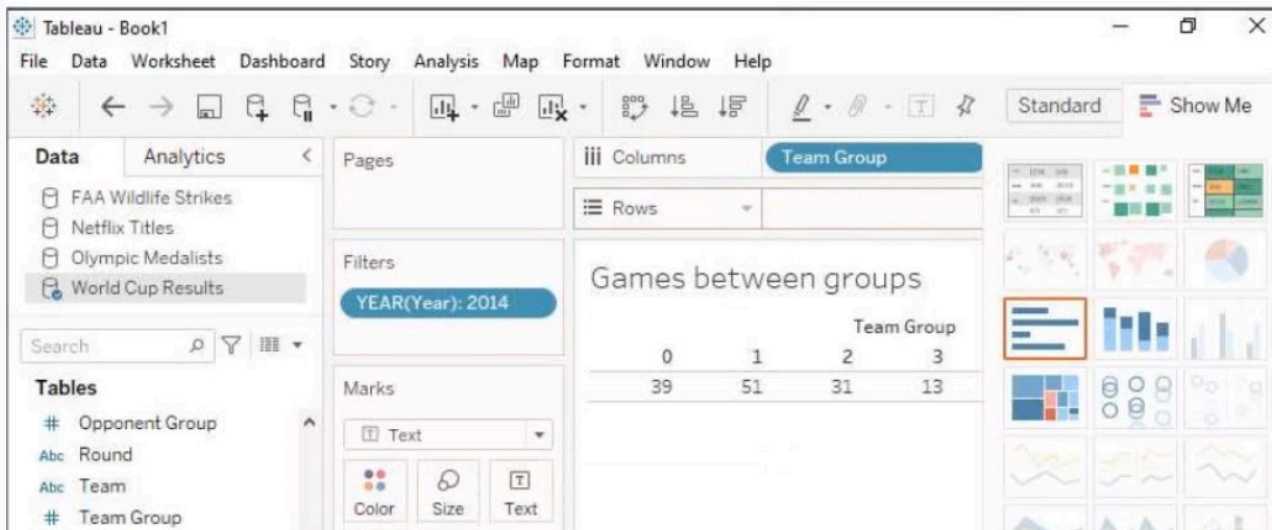 Tableau - Book1
File Data Worksheet Dashboard Story Analysis Map Format Window Help
Standard Show Me
Data Analytics
FAA Wildlife Strikes
Netflix Titles
Olympic Medalists
World Cup Results
Search
Tables
# Opponent Group
Abc Round
Abc Team
# Team Group
Pages
Filters
YEAR(Year): 2014
Marks
T Text
Color Size Text
iii Columns Team Group
Rows
Games between groups
Team Group
0 1 2 3
39 51 31 13